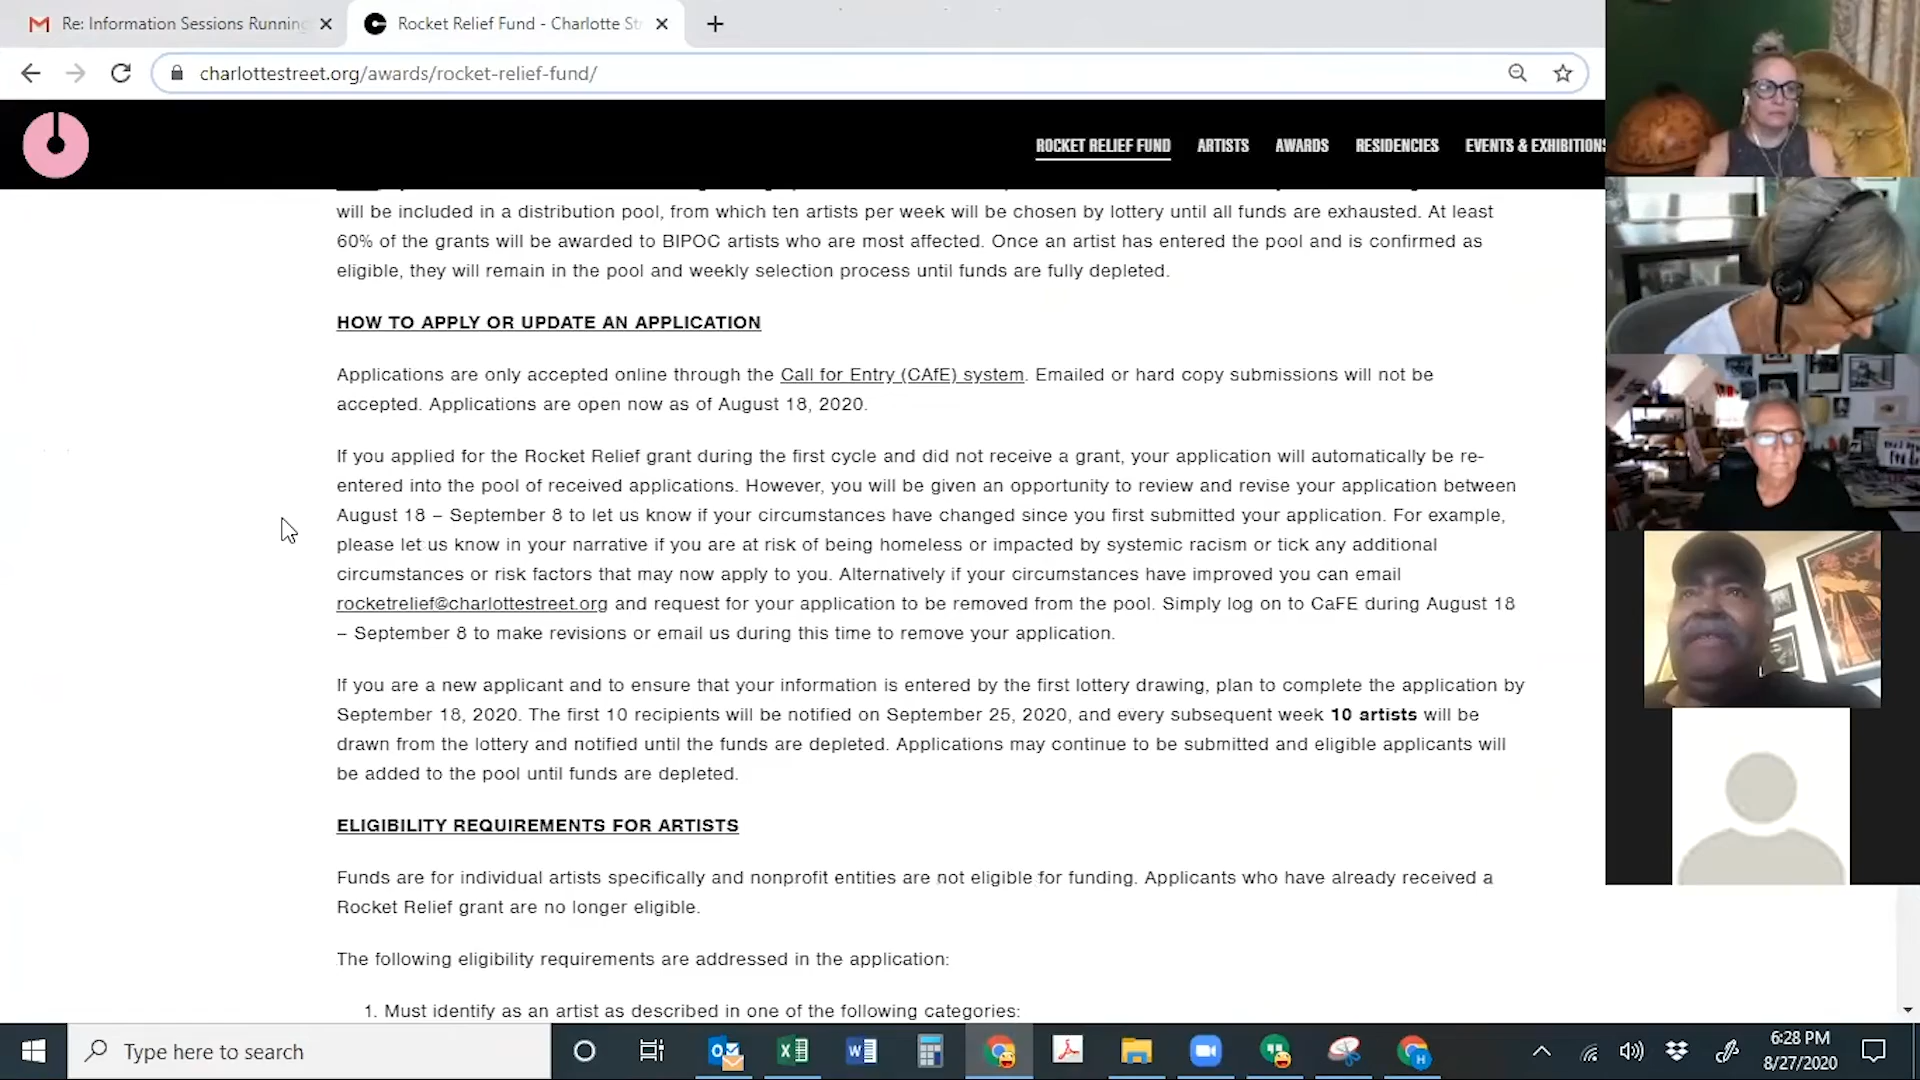 Re: Information Sessions Running
Rocket Relief Fund - Charlotte St
charlottestreet.org/awards/rocket-relief-fund/
ROCKET RELIEF FUND ARTISTS AWARDS RESIDENCIES EVENTS & EXHIBITIONS
will be included in a distribution pool, from which ten artists per week will be chosen by lottery until all funds are exhausted. At least
60% of the grants will be awarded to BIPOC artists who are most affected. Once an artist has entered the pool and is confirmed as
eligible, they will remain in the pool and weekly selection process until funds are fully depleted.
HOW TO APPLY OR UPDATE AN APPLICATION
Applications are only accepted online through the Call for Entry (CAfE) system. Emailed or hard copy submissions will not be
accepted. Applications are open now as of August 18, 2020.
If you applied for the Rocket Relief grant during the first cycle and did not receive a grant, your application will automatically be re-
entered into the pool of received applications. However, you will be given an opportunity to review and revise your application between
August 18 – September 8 to let us know if your circumstances have changed since you first submitted your application. For example,
please let us know in your narrative if you are at risk of being homeless or impacted by systemic racism or tick any additional
circumstances or risk factors that may now apply to you. Alternatively if your circumstances have improved you can email
rocketrelief@charlottestreet.org and request for your application to be removed from the pool. Simply log on to CaFE during August 18
– September 8 to make revisions or email us during this time to remove your application.
If you are a new applicant and to ensure that your information is entered by the first lottery drawing, plan to complete the application by
September 18, 2020. The first 10 recipients will be notified on September 25, 2020, and every subsequent week 10 artists will be
drawn from the lottery and notified until the funds are depleted. Applications may continue to be submitted and eligible applicants will
be added to the pool until funds are depleted.
ELIGIBILITY REQUIREMENTS FOR ARTISTS
Funds are for individual artists specifically and nonprofit entities are not eligible for funding. Applicants who have already received a
Rocket Relief grant are no longer eligible.
The following eligibility requirements are addressed in the application:
1. Must identify as an artist as described in one of the following categories:
Type here to search
6:28 PM
8/27/2020